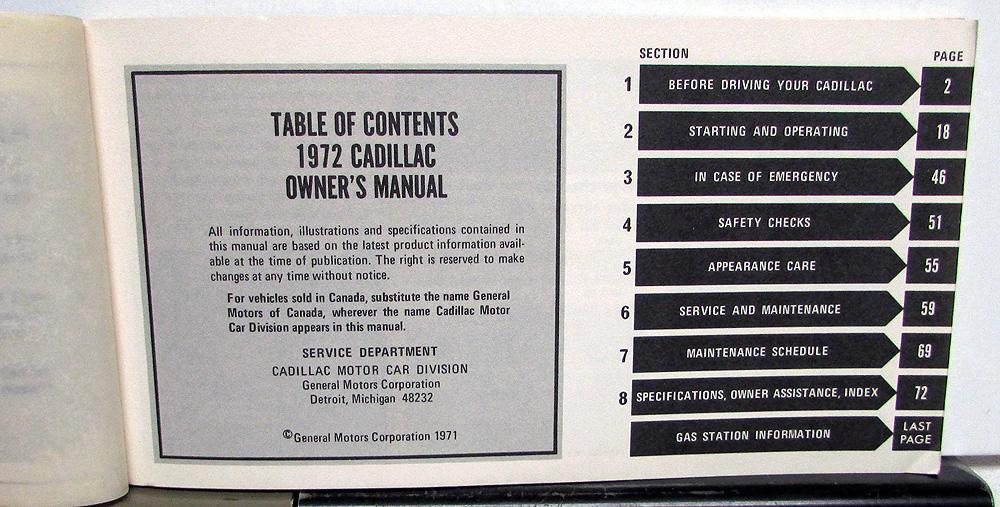 TABLE OF CONTENTS
1972 CADILLAC
OWNER'S MANUAL
All information, illustrations and specifications contained in
this manual are based on the latest product information avail-
able at the time of publication. The right is reserved to make
changes at any time without notice.
For vehicles sold in Canada, substitute the name General
Motors of Canada, wherever the name Cadillac Motor
Car Division appears in this manual.
SERVICE DEPARTMENT
CADILLAC MOTOR CAR DIVISION
General Motors Corporation
Detroit, Michigan 48232
©General Motors Corporation 1971
SECTION PAGE
1 BEFORE DRIVING YOUR CADILLAC 2
2 STARTING AND OPERATING 18
3 IN CASE OF EMERGENCY 46
4 SAFETY CHECKS 51
5 APPEARANCE CARE 55
6 SERVICE AND MAINTENANCE 59
7 MAINTENANCE SCHEDULE 69
8 SPECIFICATIONS, OWNER ASSISTANCE, INDEX 72
GAS STATION INFORMATION LAST
PAGE